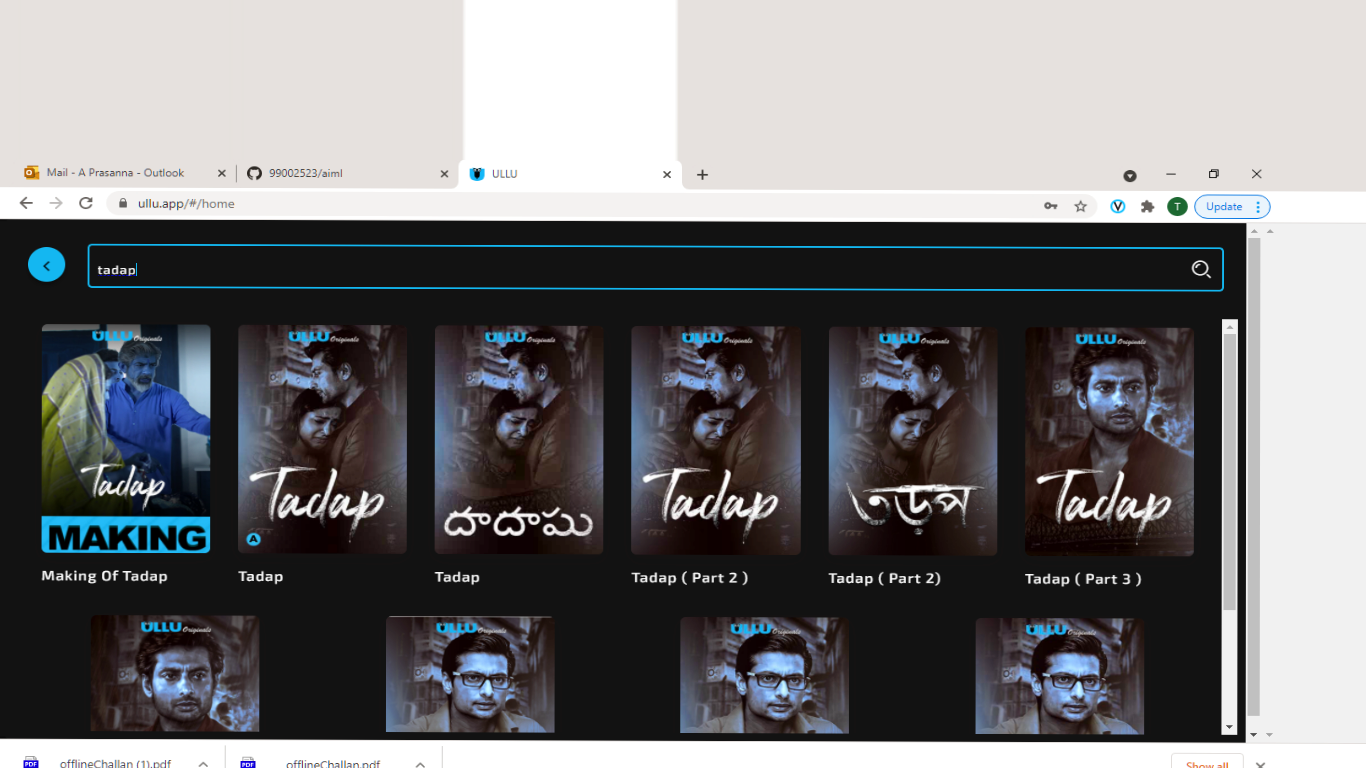 Mail - A Prasanna - Outlook
99002523/aiml
ULLU
ullu.app/#/home
T
Update
tadap
ULLU Originals
Tadap
MAKING
Making Of Tadap
ULLU Originals
Tadap
A
Tadap
ULLU Originals
దాదాపు
Tadap
ULLU Originals
Tadap
Tadap ( Part 2 )
ULLU Originals
তড়প
Tadap ( Part 2)
ULLU Originals
Tadap
Tadap ( Part 3 )
ULLU Originals
ULLU Originals
ULLU Originals
ULLU Originals
PDF
offlineChallan (1).pdf
PDF
offlineChallan.pdf
Show all